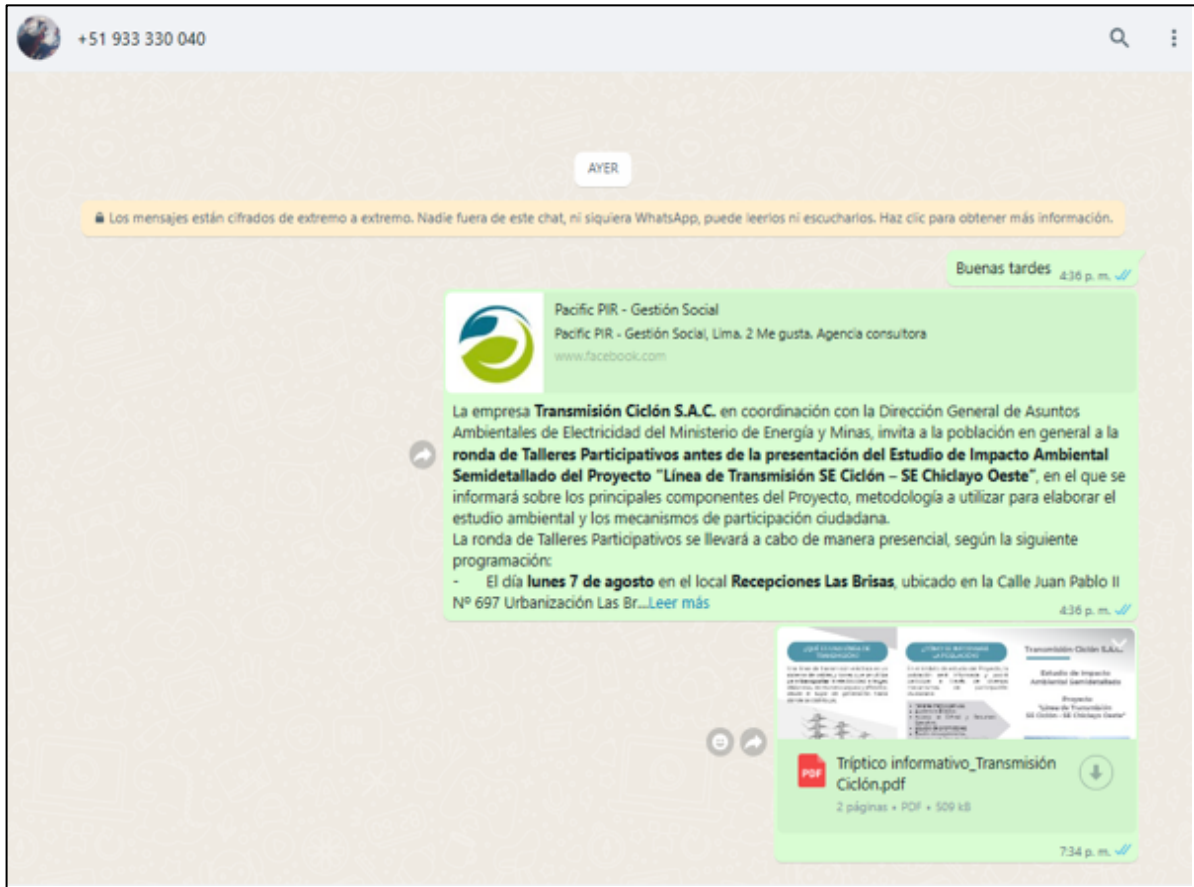 +51 933 330 040
AYER
Los mensajes están cifrados de extremo a extremo. Nadie fuera de este chat, ni siquiera WhatsApp, puede leerlos ni escucharlos. Haz clic para obtener más información.
Buenas tardes 4:36 p. m.
Pacific PIR - Gestión Social
Pacific PIR - Gestión Social, Lima. 2 Me gusta. Agencia consultora
www.facebook.com
La empresa Transmisión Ciclón S.A.C. en coordinación con la Dirección General de Asuntos
Ambientales de Electricidad del Ministerio de Energía y Minas, invita a la población en general a la
ronda de Talleres Participativos antes de la presentación del Estudio de Impacto Ambiental
Semidetallado del Proyecto "Línea de Transmisión SE Ciclón – SE Chiclayo Oeste", en el que se
informará sobre los principales componentes del Proyecto, metodología a utilizar para elaborar el
estudio ambiental y los mecanismos de participación ciudadana.
La ronda de Talleres Participativos se llevará a cabo de manera presencial, según la siguiente
programación:
- El día lunes 7 de agosto en el local Recepciones Las Brisas, ubicado en la Calle Juan Pablo II
Nº 697 Urbanización Las Br...Leer más
4:36 p. m.
¿QUÉ ES UNA LÍNEA DE
TRANSMISIÓN?
Transmisión Ciclón S.A.C.
Estudio de Impacto
Ambiental Semidetallado
Proyecto
"Línea de Transmisión
SE Ciclón - SE Chiclayo Oeste"
PDF
Tríptico informativo_Transmisión
Ciclón.pdf
2 páginas • PDF • 509 kB
7:34 p. m.